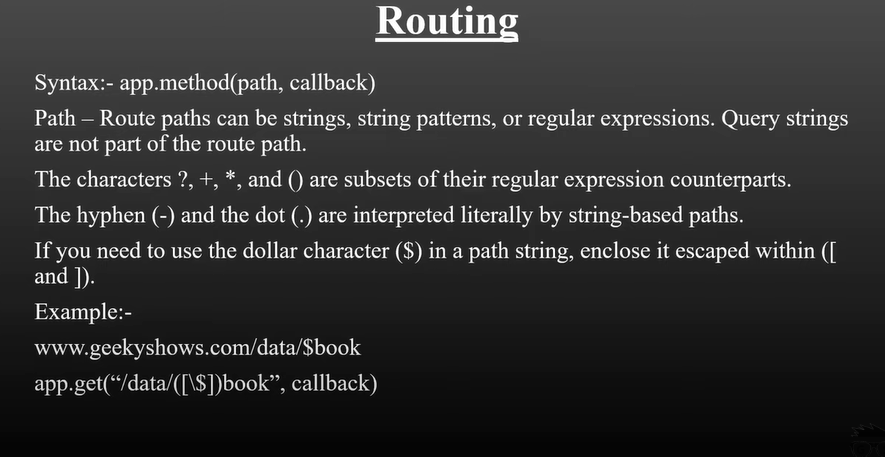 Routing
Syntax:- app.method(path, callback)
Path – Route paths can be strings, string patterns, or regular expressions. Query strings
are not part of the route path.
The characters ?, +, *, and () are subsets of their regular expression counterparts.
The hyphen (-) and the dot (.) are interpreted literally by string-based paths.
If you need to use the dollar character ($) in a path string, enclose it escaped within ([
and ]).
Example:-
www.geekyshows.com/data/$book
app.get(“/data/([\$])book”, callback)